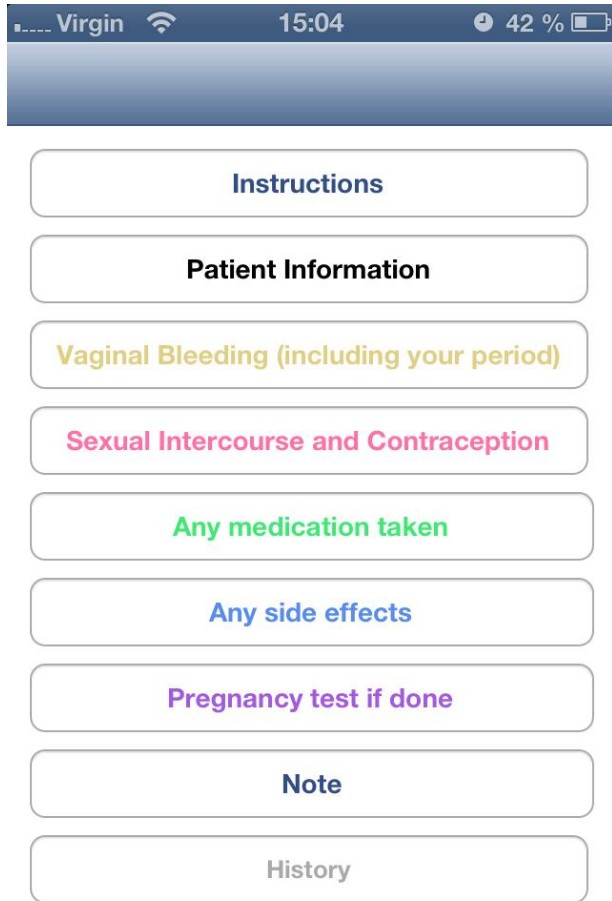 Virgin 15:04 42 %
Instructions
Patient Information
Vaginal Bleeding (including your period)
Sexual Intercourse and Contraception
Any medication taken
Any side effects
Pregnancy test if done
Note
History